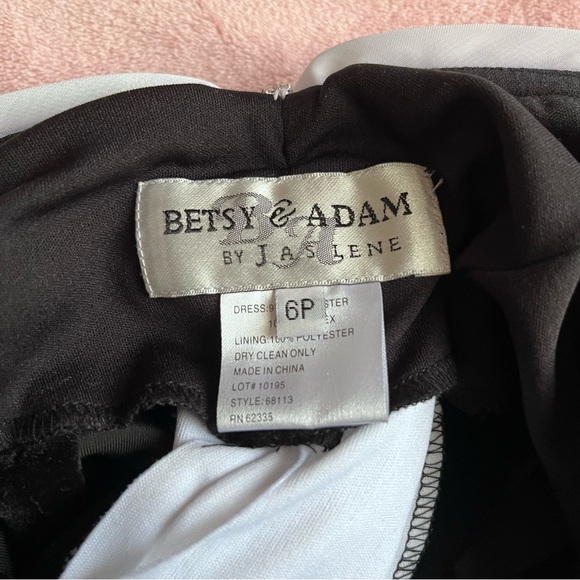 BETSY & ADAM
BY JASLENE
BA
6P
DRESS:
LINING:100% POLYESTER
DRY CLEAN ONLY
MADE IN CHINA
LOT# 10195
STYLE: 68113
RN 62335